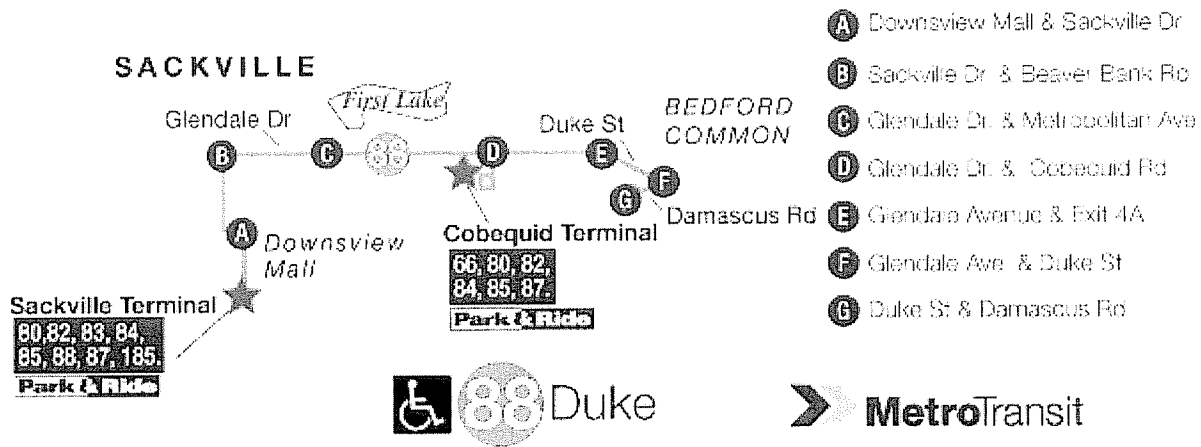 SACKVILLE
First Lake
Glendale Dr
Duke St
BEDFORD
COMMON
B
C
88
D
E
F
G
Damascus Rd
A
Downsview
Mall
Cobequid Terminal
66, 80, 82,
84, 85, 87.
Park & Ride
Sackville Terminal
80,82, 83, 84,
85, 88, 87, 185.
Park & Ride
88 Duke
A Downsview Mall & Sackville Dr
B Sackville Dr. & Beaver Bank Rd
C Glendale Dr. & Metropolitan Ave
D Glendale Dr. & Cobequid Rd
E Glendale Avenue & Exit 4A
F Glendale Ave. & Duke St
G Duke St & Damascus Rd
MetroTransit